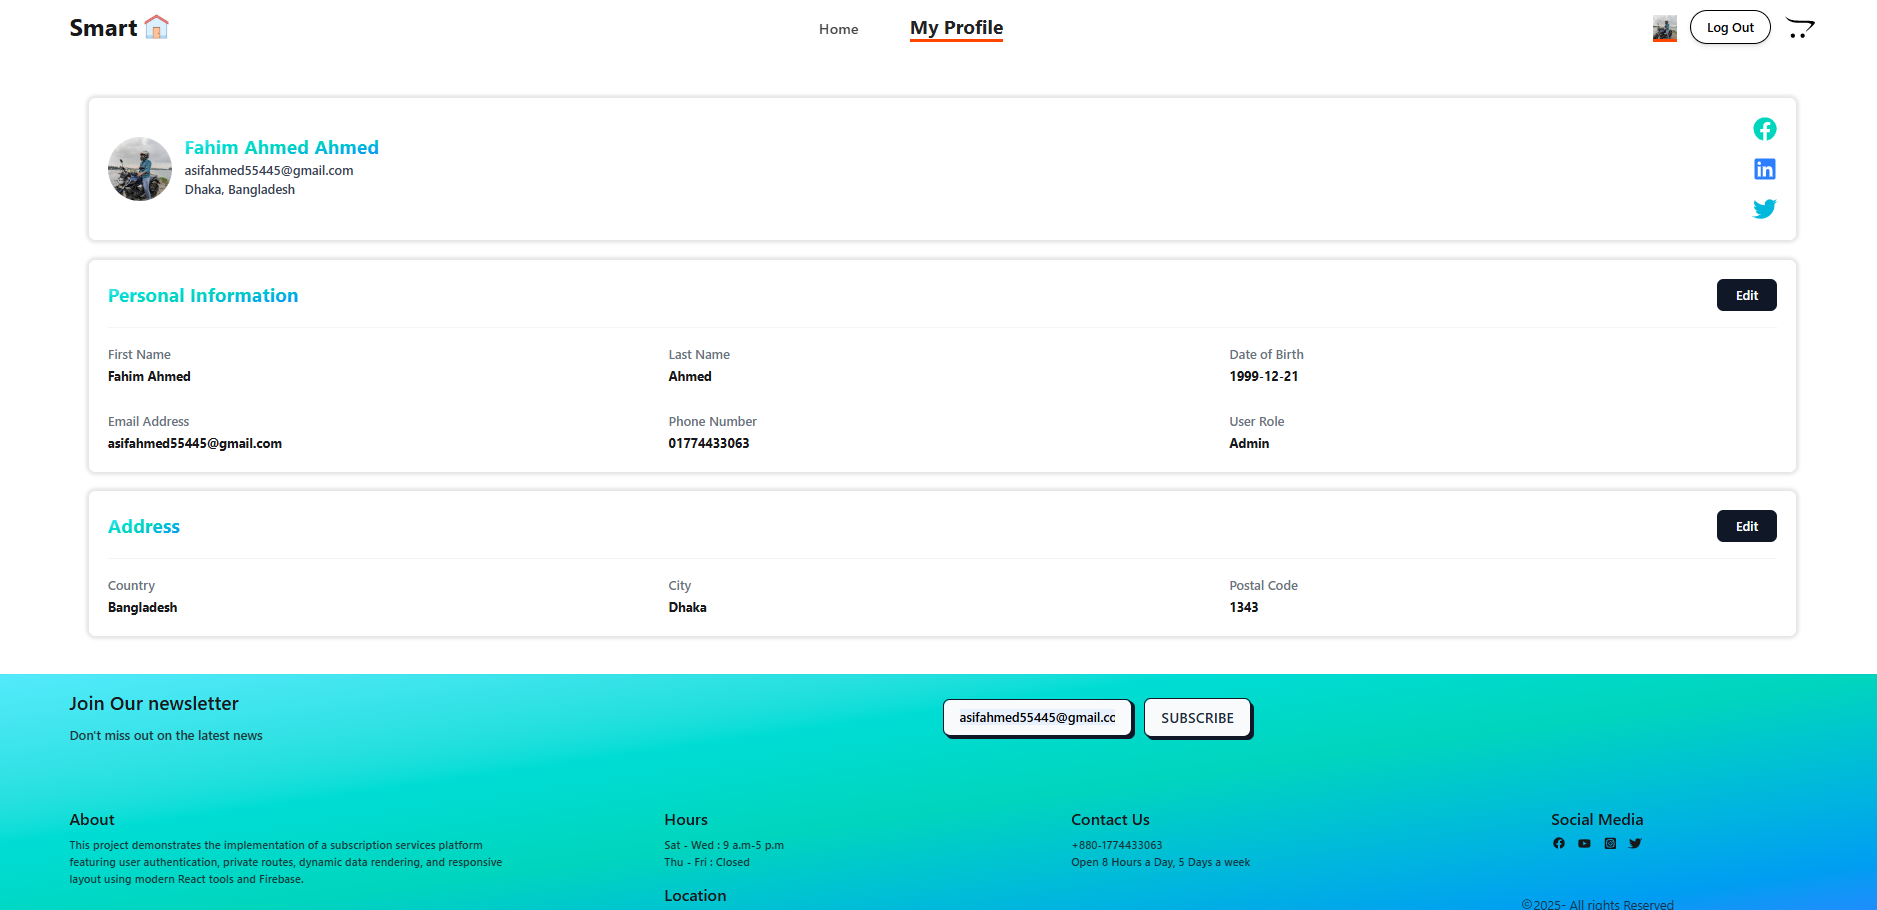 Smart
Home
My Profile
Log Out
Fahim Ahmed Ahmed
asifahmed55445@gmail.com
Dhaka, Bangladesh
Personal Information
Edit
First Name
Last Name
Date of Birth
Fahim Ahmed
Ahmed
1999-12-21
Email Address
Phone Number
User Role
asifahmed55445@gmail.com
01774433063
Admin
Address
Edit
Country
City
Postal Code
Bangladesh
Dhaka
1343
Join Our newsletter
Don't miss out on the latest news
asifahmed55445@gmail.cc
SUBSCRIBE
About
This project demonstrates the implementation of a subscription services platform
featuring user authentication, private routes, dynamic data rendering, and responsive
layout using modern React tools and Firebase.
Hours
Sat - Wed : 9 a.m-5 p.m
Thu - Fri : Closed
Location
Contact Us
+880-1774433063
Open 8 Hours a Day, 5 Days a week
Social Media
©2025- All rights Reserved